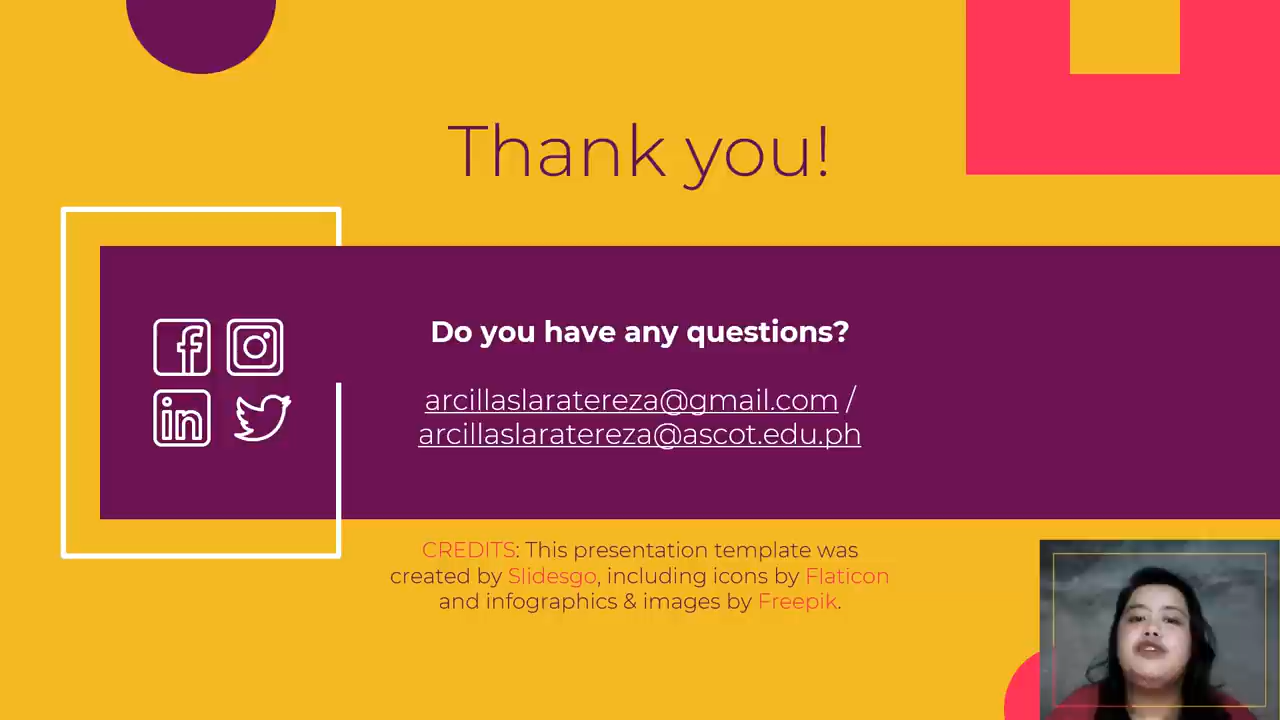 Thank you!
Do you have any questions?
arcillaslaratereza@gmail.com /
arcillaslaratereza@ascot.edu.ph
CREDITS: This presentation template was
created by Slidesgo, including icons by Flaticon
and infographics & images by Freepik.